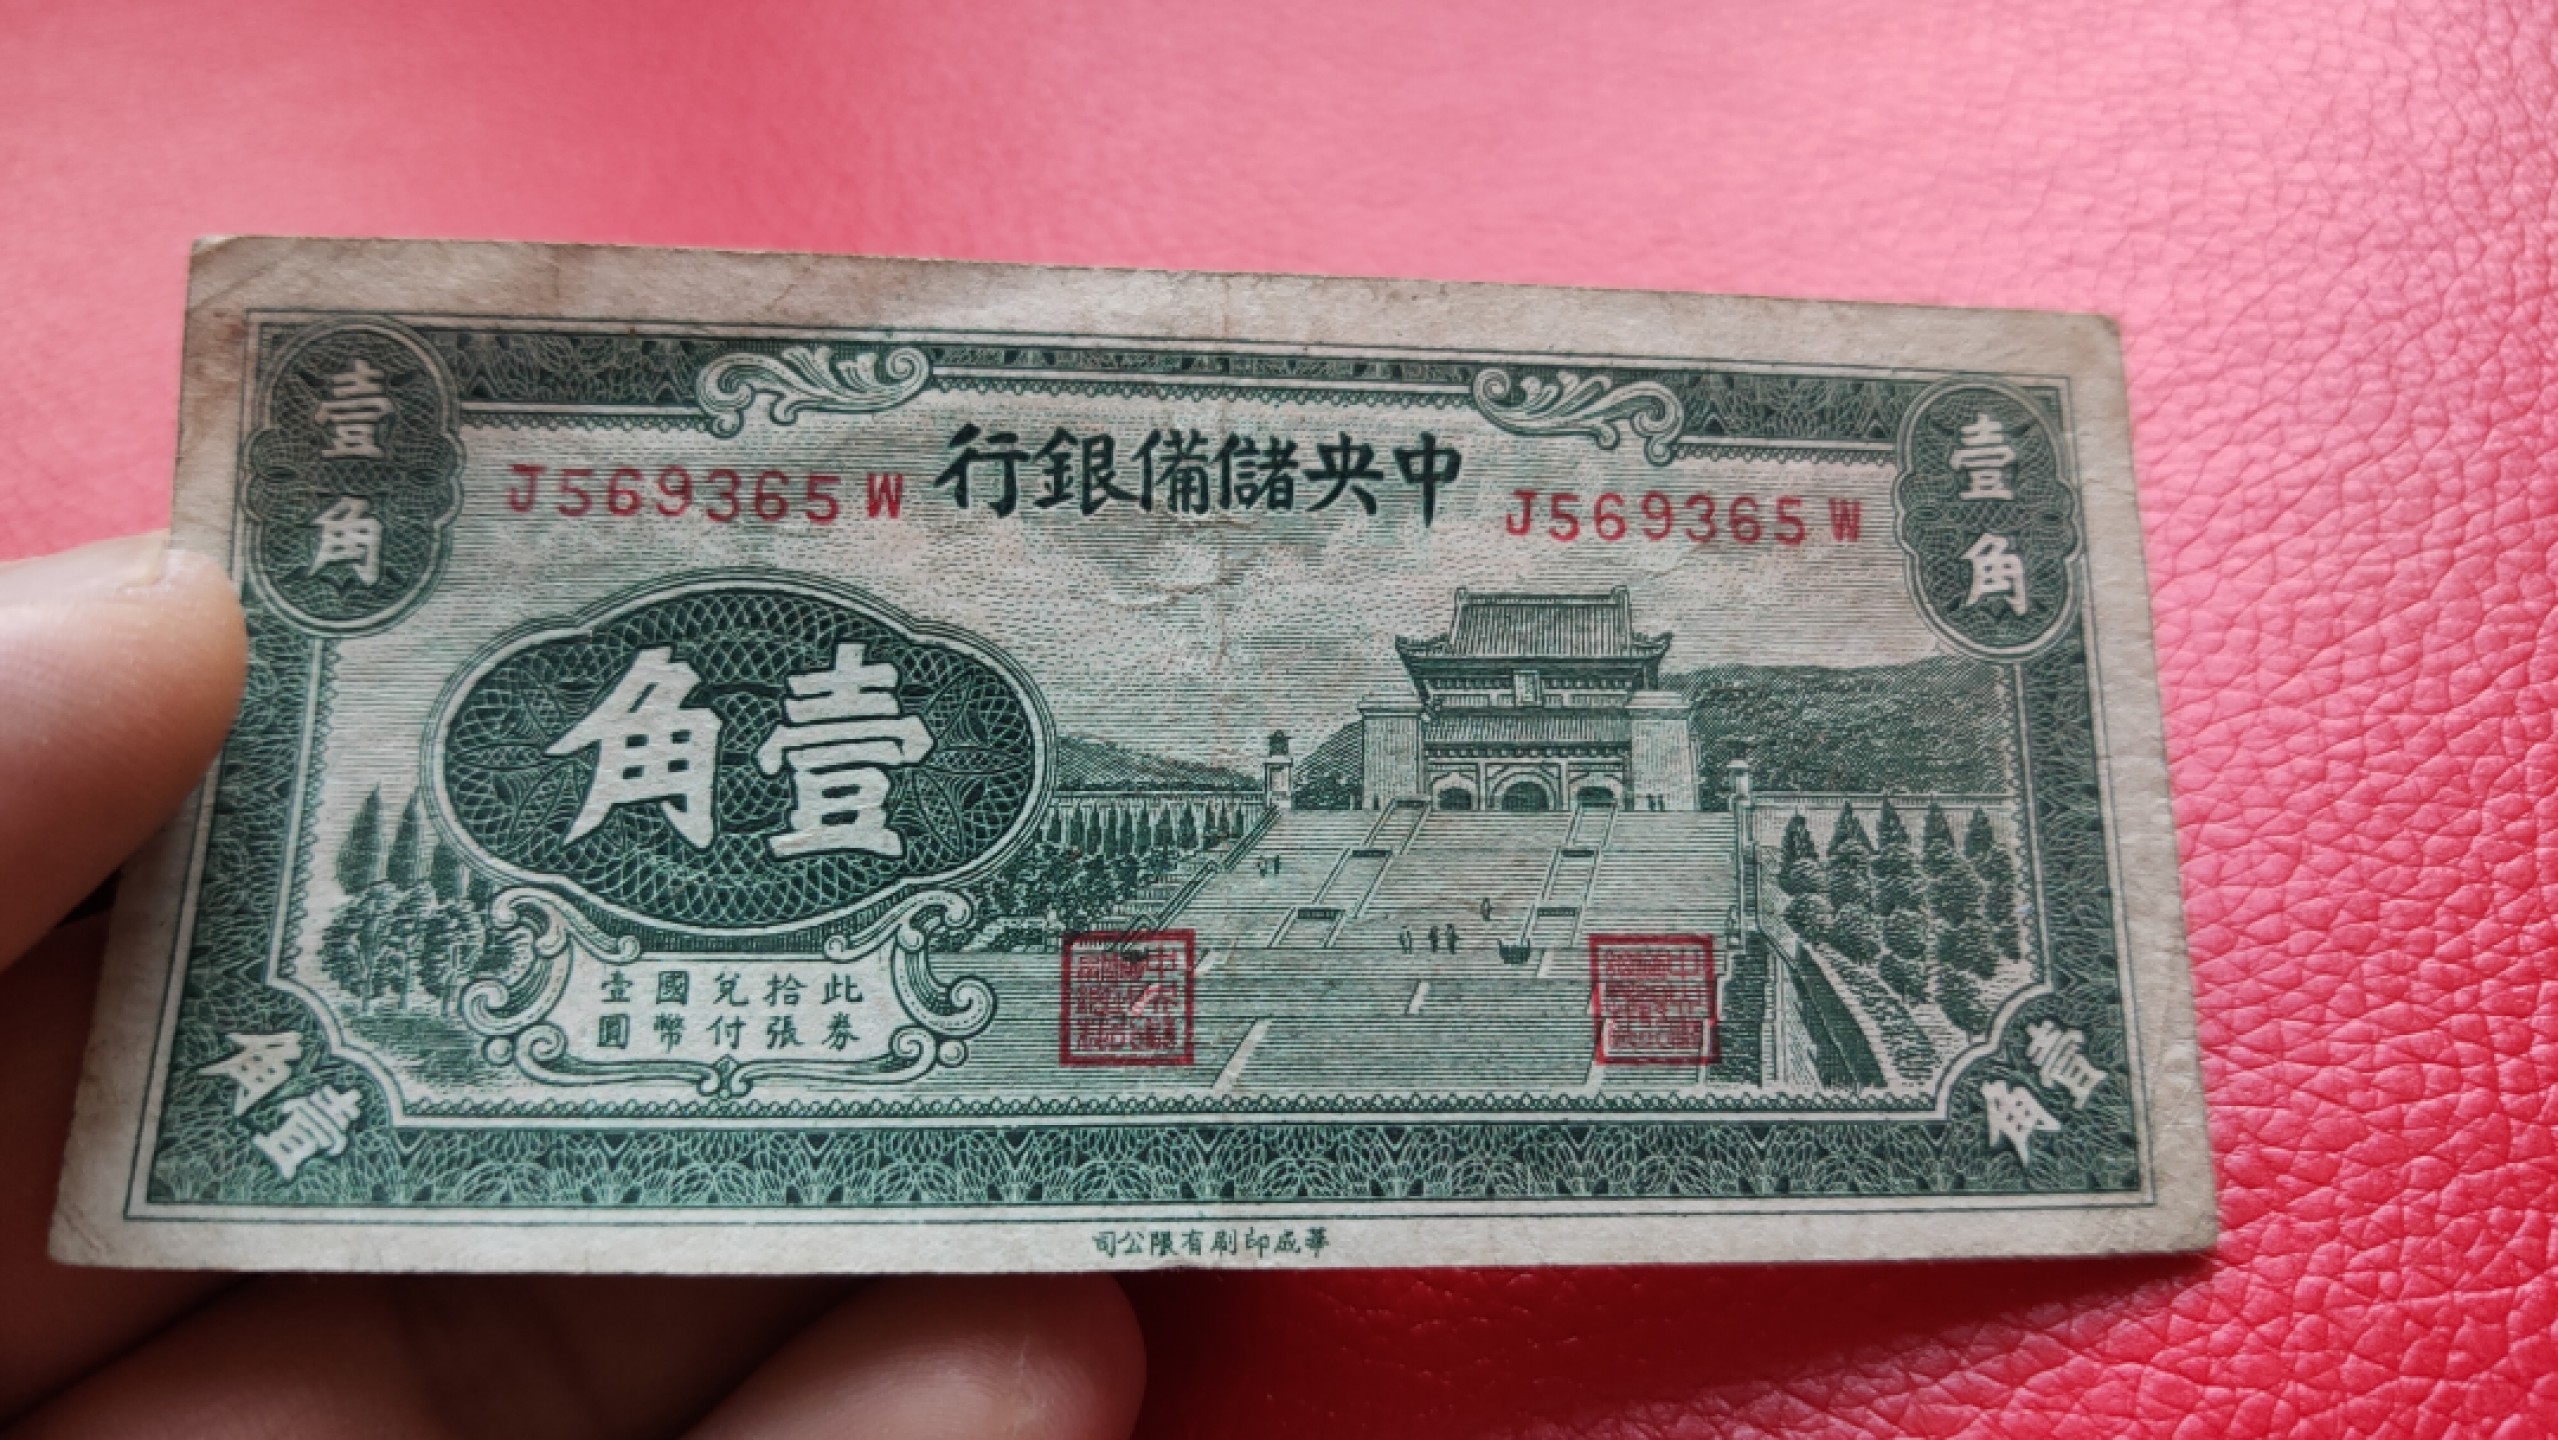 中央儲備銀行
J569365W
J569365W
壹角
壹角
壹角
此券
拾張
兌付
國幣
壹圓
壹角
壹角
華成印刷有限公司